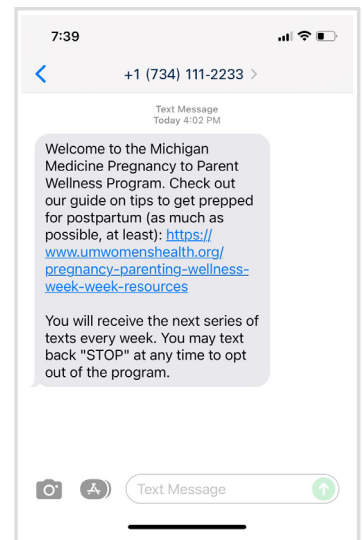 7:39
+1 (734) 111-2233 >
Text Message
Today 4:02 PM
Welcome to the Michigan
Medicine Pregnancy to Parent
Wellness Program. Check out
our guide on tips to get prepped
for postpartum (as much as
possible, at least): https://
www.umwomenshealth.org/
pregnancy-parenting-wellness-
week-week-resources
You will receive the next series of
texts every week. You may text
back "STOP" at any time to opt
out of the program.
Text Message